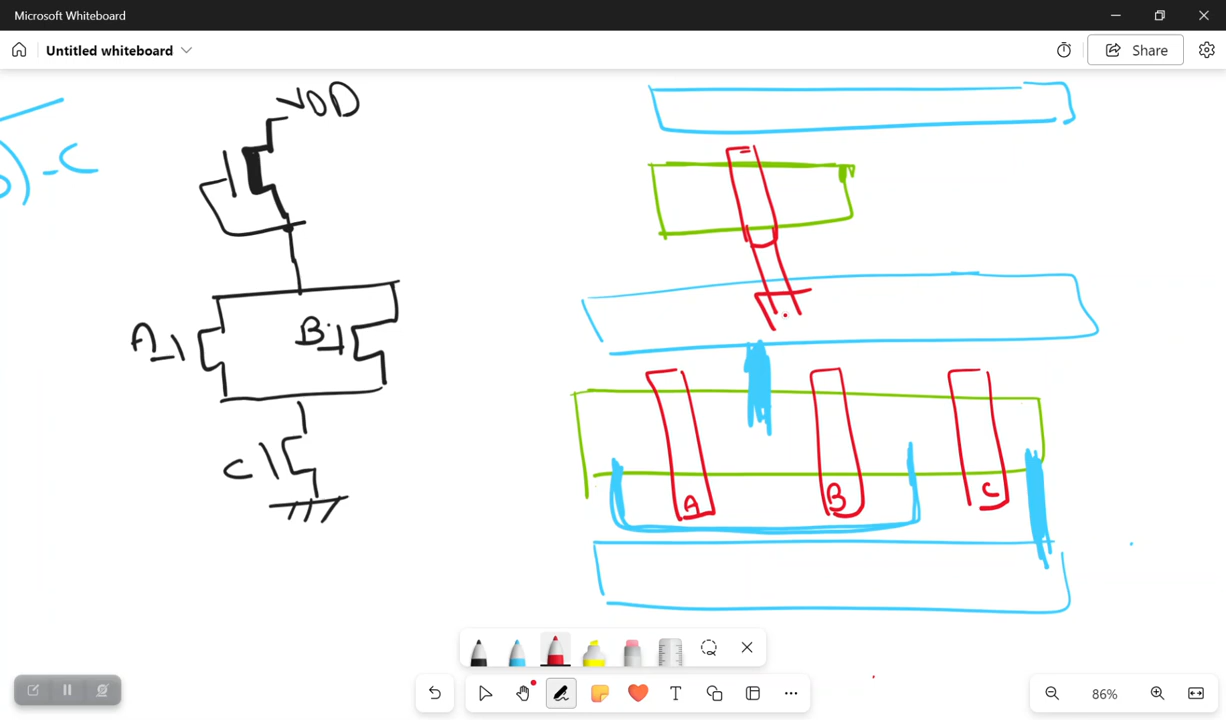 Microsoft Whiteboard
Untitled whiteboard
Share
) - C
VDD
A
B
C
A
B
C
86%